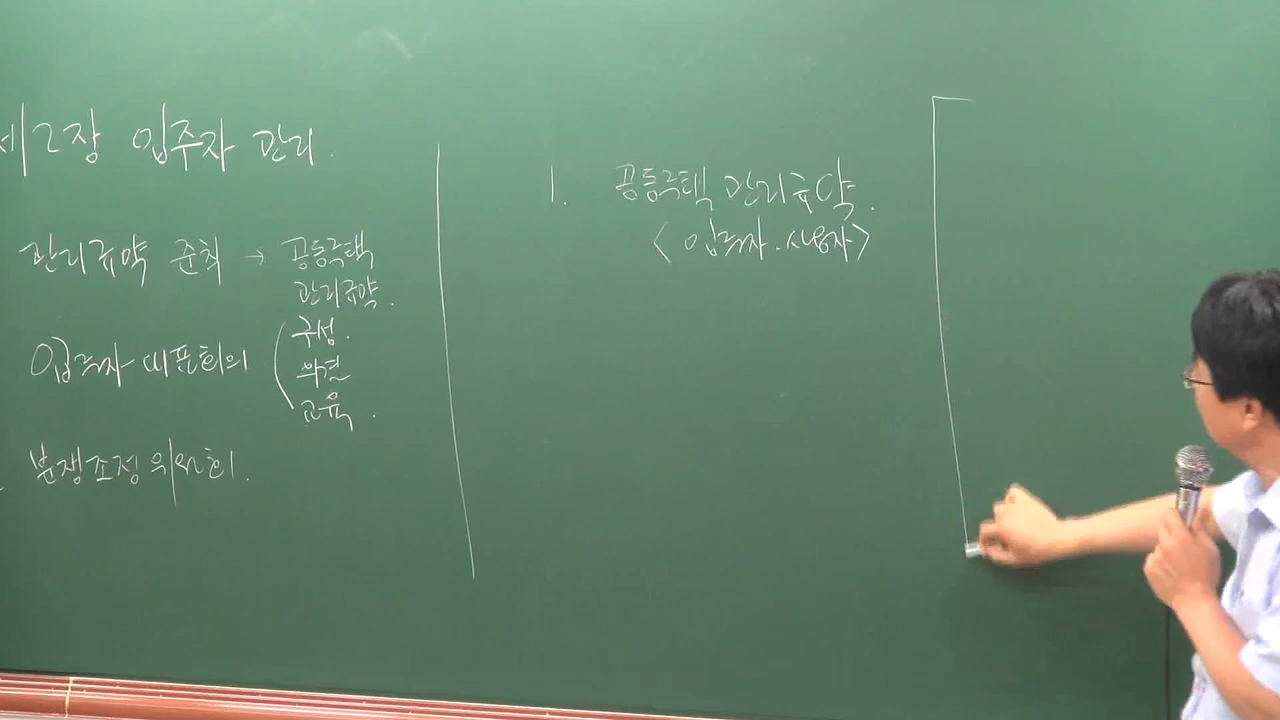 제2장 입주자 관리.
관리규약 준칙 → 공동주택
관리규약.
입주자대표회의 (구성.
의결
교육.
분쟁조정위원회.
1. 공동주택 관리규약.
<입주자·사용자>